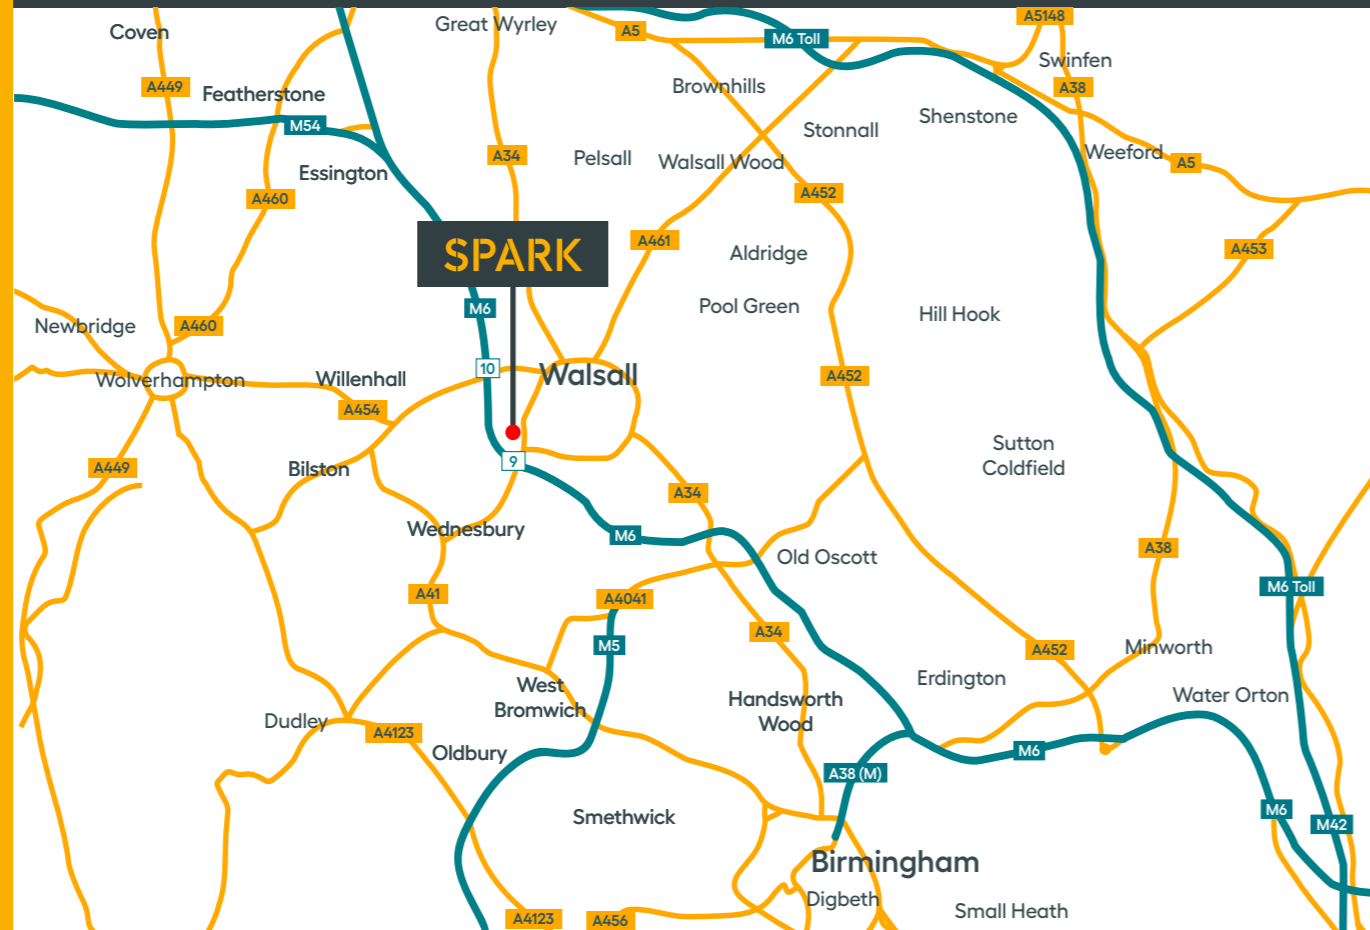 A5148
Great Wyrley
Coven
A5
M6 Toll
Swinfen
A449
Featherstone
Brownhills
A38
Shenstone
M54
Stonnall
A34
Pelsall
Walsall Wood
Weeford
A5
Essington
A460
A452
A461
SPARK
Aldridge
A453
M6
Pool Green
Hill Hook
Newbridge
A460
10
Walsall
Wolverhampton
Willenhall
A452
A454
Sutton
Coldfield
9
A449
Bilston
A34
Wednesbury
M6
Old Oscott
A38
M6 Toll
A41
A4041
A34
M5
A452
Minworth
Erdington
West
Bromwich
Handsworth
Wood
Water Orton
Dudley
A4123
Oldbury
M6
A38 (M)
Smethwick
M6
M42
Birmingham
Digbeth
Small Heath
A4123
A456